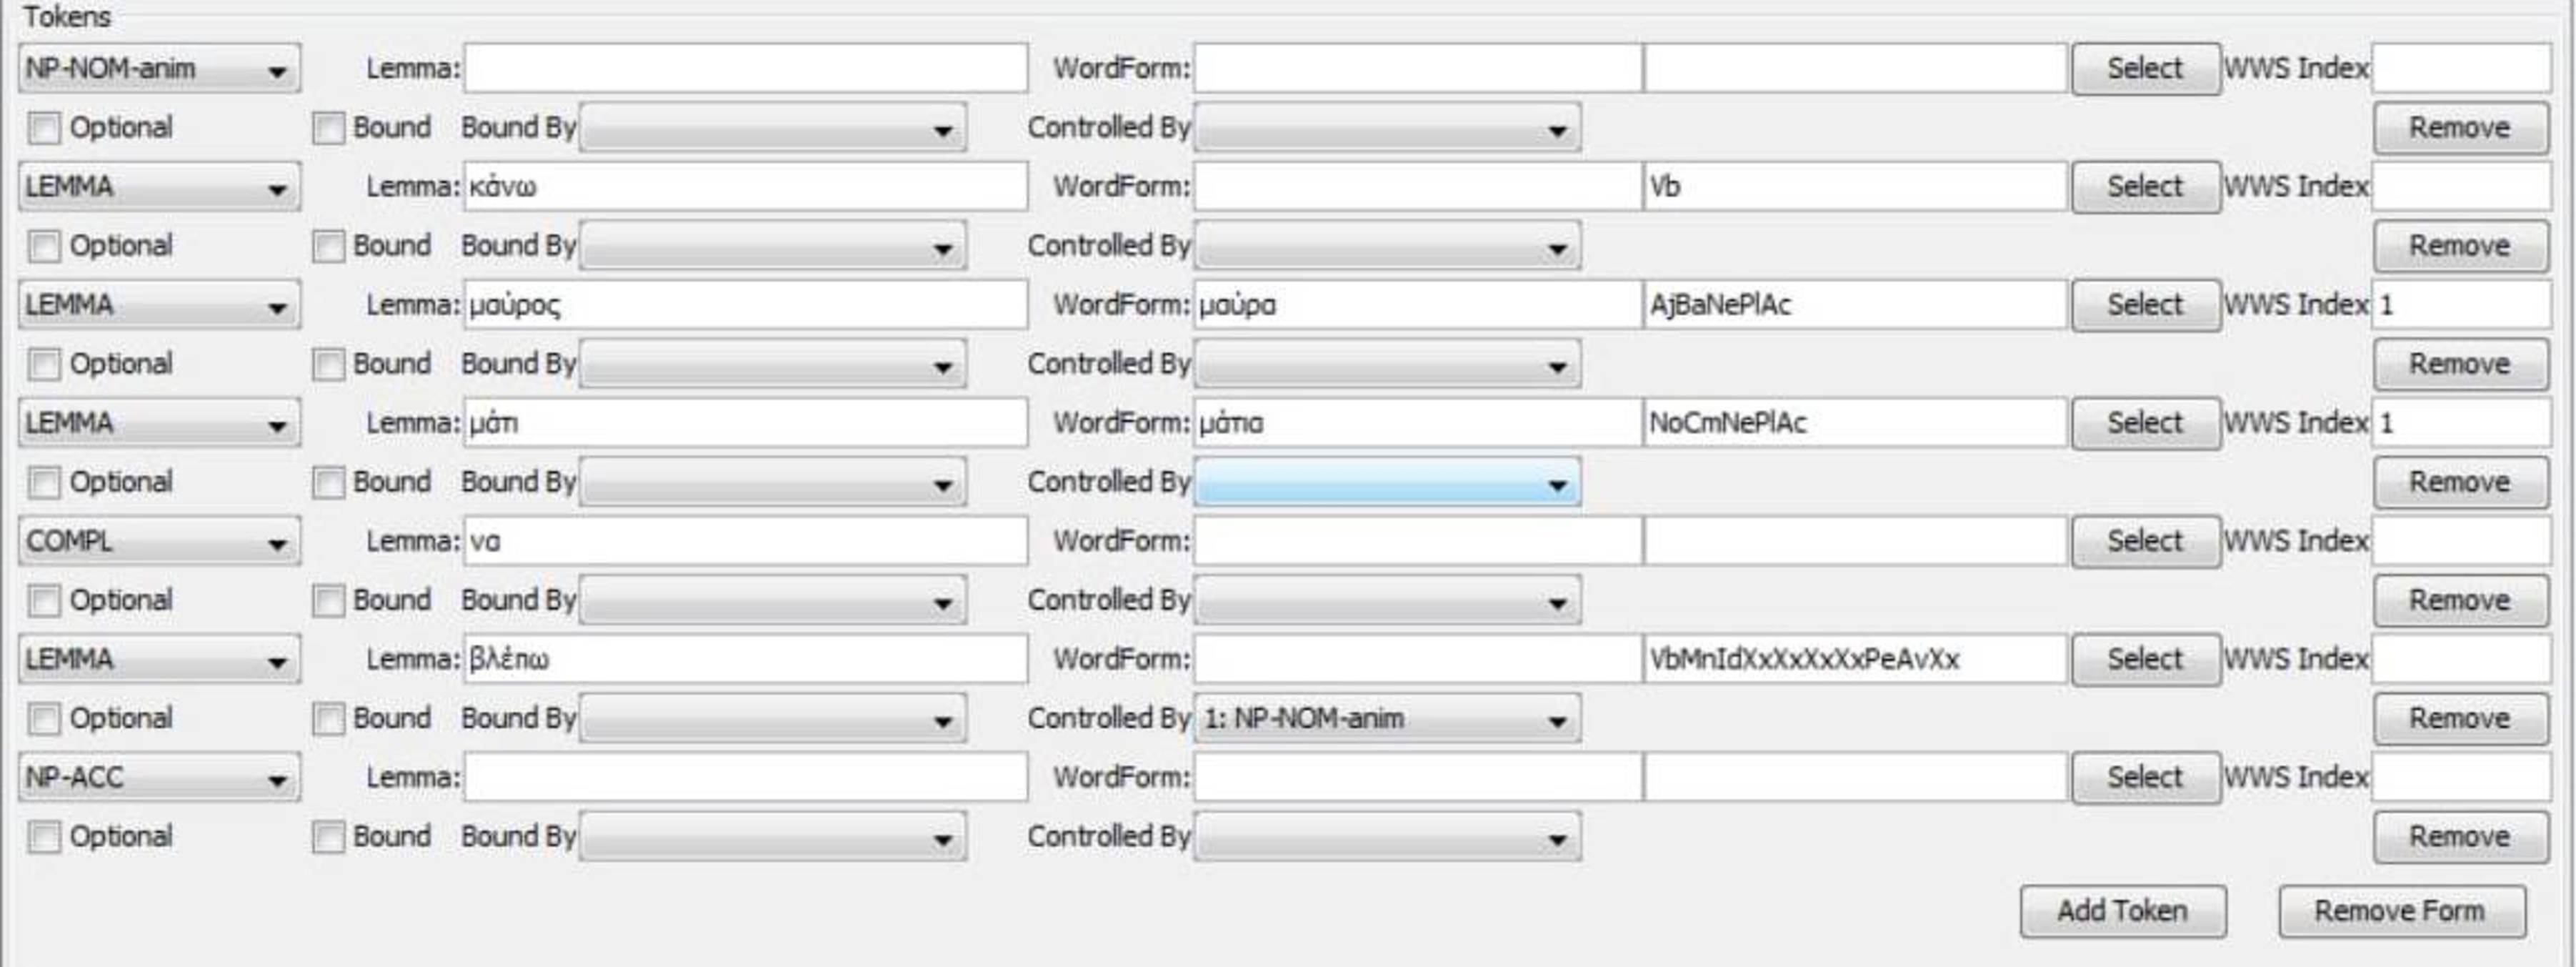 Tokens
NP-NOM-anim Lemma: WordForm: Select WWS Index
Optional Bound Bound By Controlled By Remove
LEMMA Lemma: κάνω WordForm: Vb Select WWS Index
Optional Bound Bound By Controlled By Remove
LEMMA Lemma: μαύρος WordForm: μαύρα AjBaNePlAc Select WWS Index 1
Optional Bound Bound By Controlled By Remove
LEMMA Lemma: μάτι WordForm: μάτια NoCmNePlAc Select WWS Index 1
Optional Bound Bound By Controlled By Remove
COMPL Lemma: να WordForm: Select WWS Index
Optional Bound Bound By Controlled By Remove
LEMMA Lemma: βλέπω WordForm: VbMnIdXxXxXxXxPeAvXx Select WWS Index
Optional Bound Bound By Controlled By 1: NP-NOM-anim Remove
NP-ACC Lemma: WordForm: Select WWS Index
Optional Bound Bound By Controlled By Remove
Add Token Remove Form